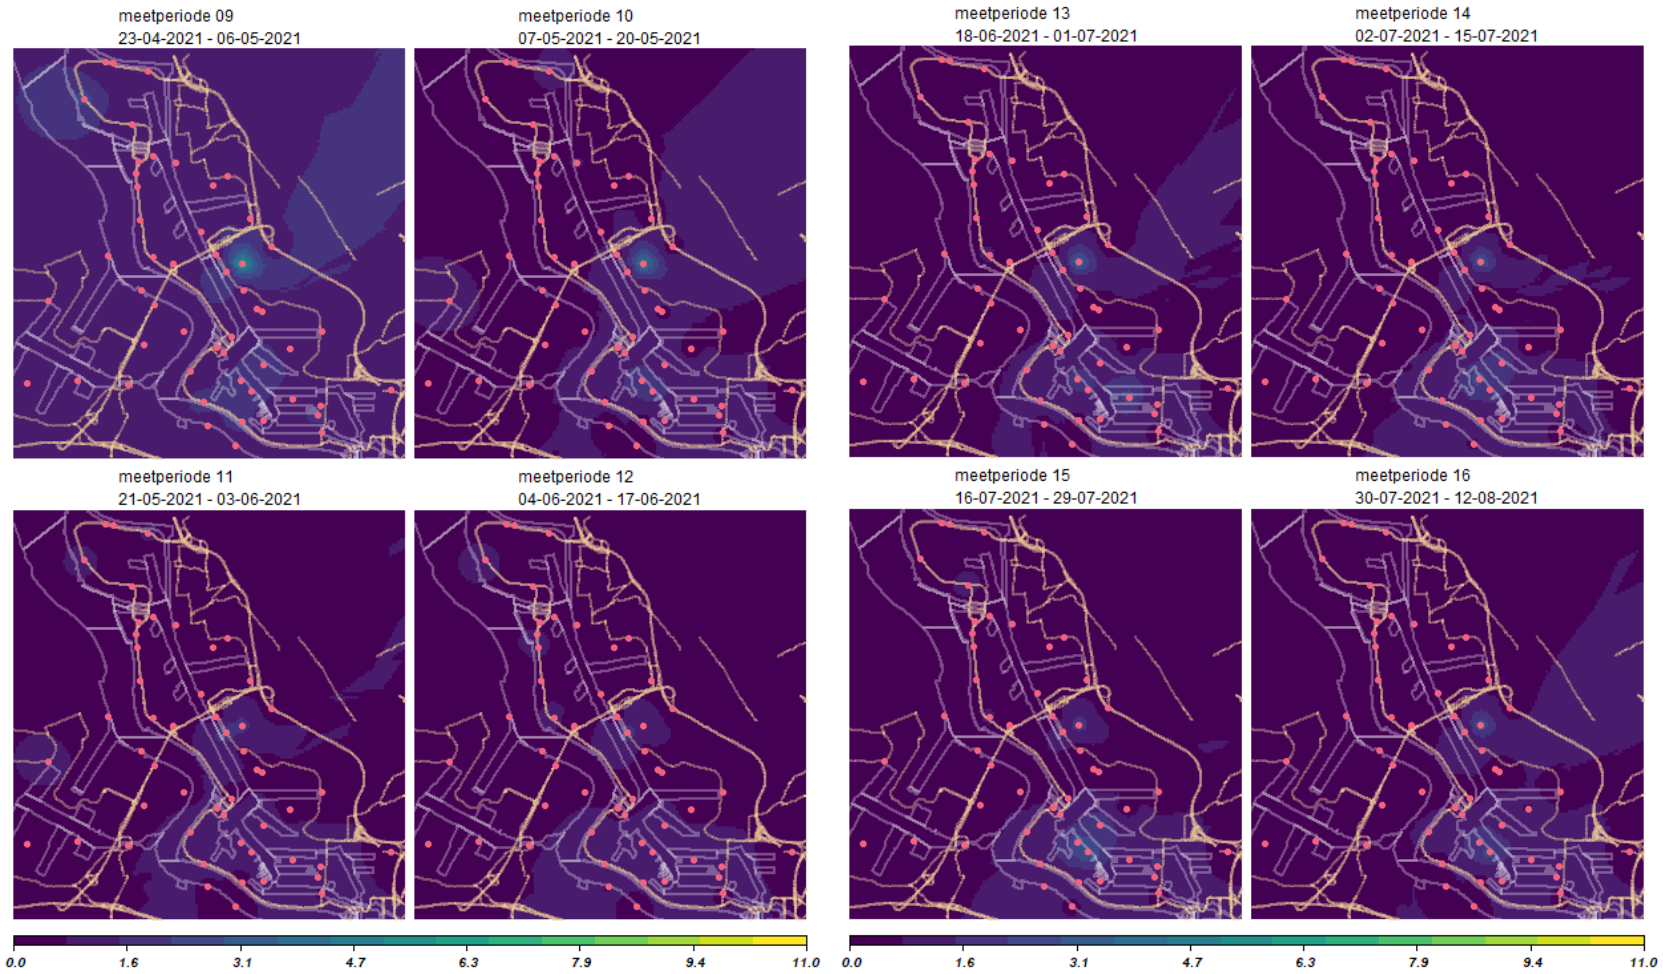 meetperiode 09
23-04-2021 - 06-05-2021
meetperiode 10
07-05-2021 - 20-05-2021
meetperiode 13
18-06-2021 - 01-07-2021
meetperiode 14
02-07-2021 - 15-07-2021
meetperiode 11
21-05-2021 - 03-06-2021
meetperiode 12
04-06-2021 - 17-06-2021
meetperiode 15
16-07-2021 - 29-07-2021
meetperiode 16
30-07-2021 - 12-08-2021
0.0 1.6 3.1 4.7 6.3 7.9 9.4 11.0
0.0 1.6 3.1 4.7 6.3 7.9 9.4 11.0